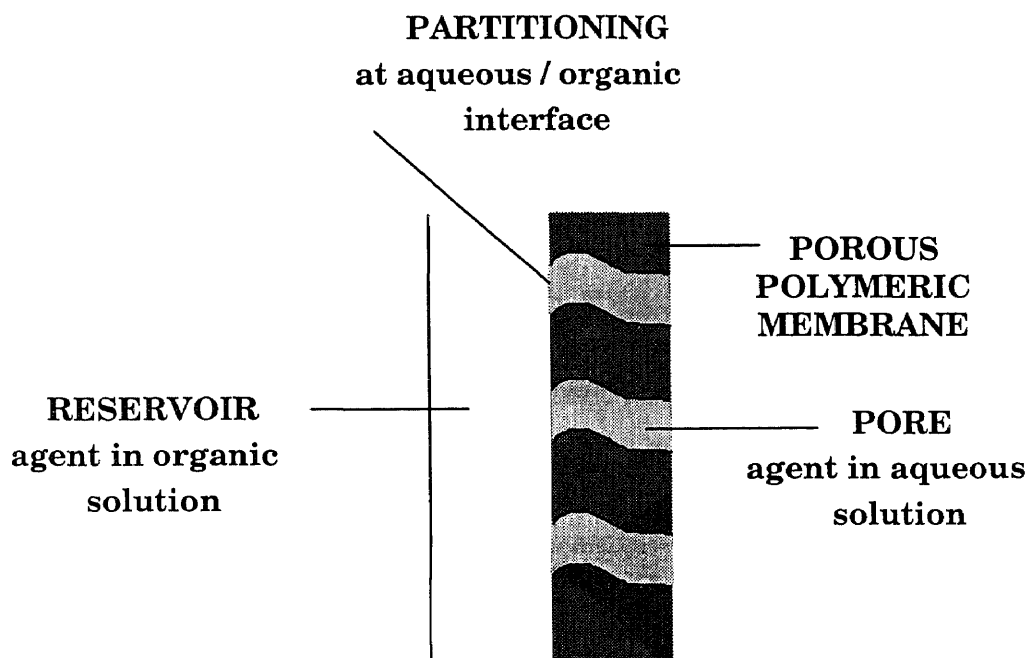 PARTITIONING
at aqueous / organic
interface
POROUS
POLYMERIC
MEMBRANE
RESERVOIR
agent in organic
solution
PORE
agent in aqueous
solution